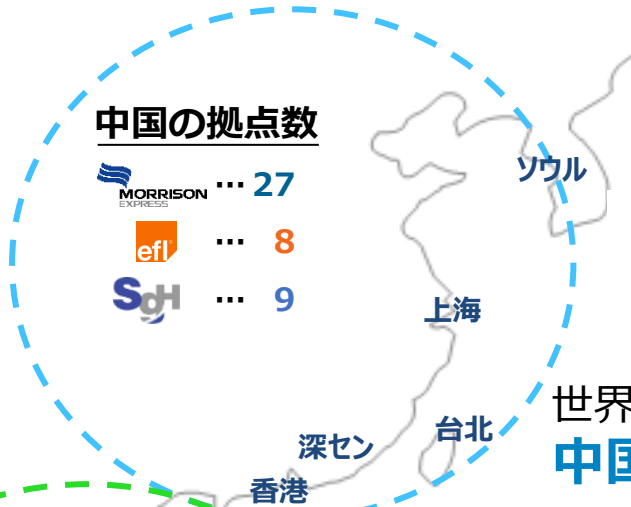 中国の拠点数
MORRISON EXPRESS … 27
efl … 8
SGH … 9
ソウル
上海
世界
台北
中国
深セン
香港